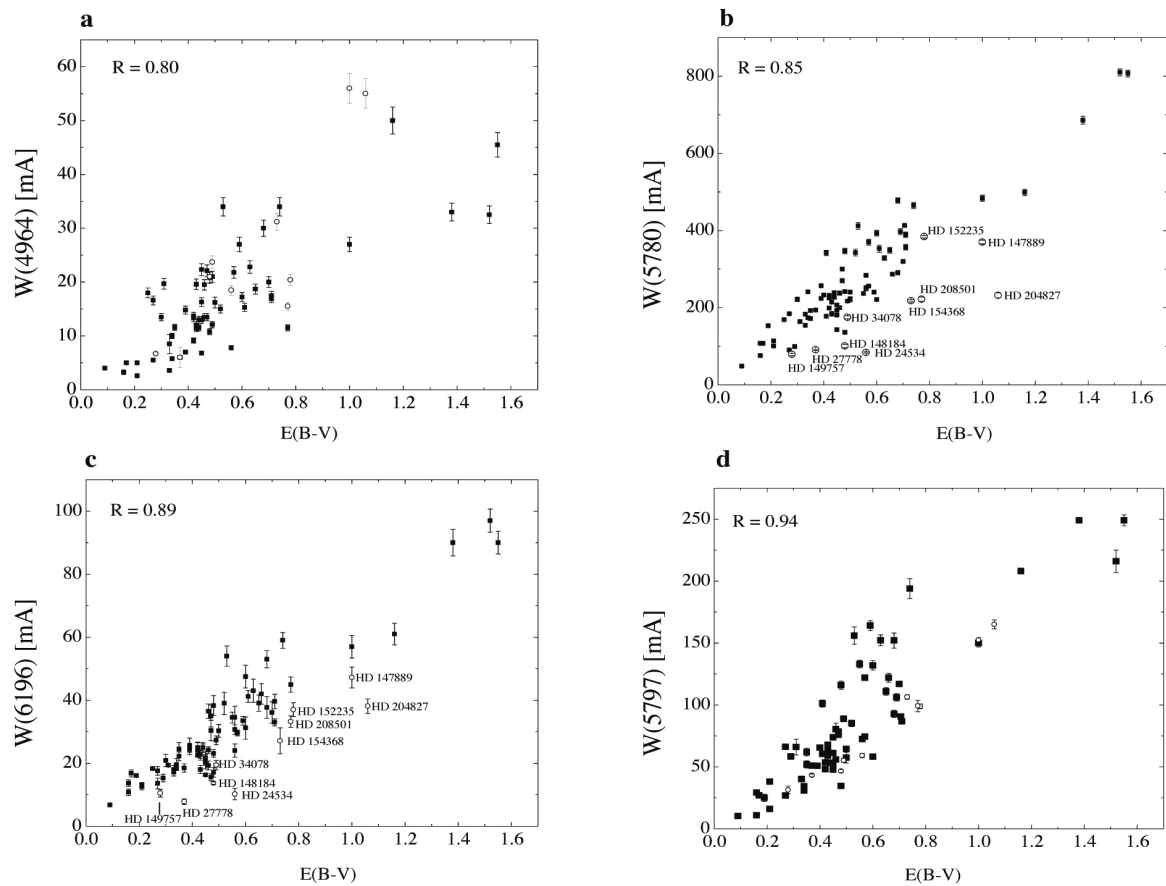 a
R = 0.80
W(4964) [mA]
60
50
40
30
20
10
0
0.0 0.2 0.4 0.6 0.8 1.0 1.2 1.4 1.6
E(B-V)
b
R = 0.85
W(5780) [mA]
800
600
400
200
0
HD 152235
HD 147889
HD 208501
HD 204827
HD 154368
HD 34078
HD 148184
HD 27778
HD 24534
HD 149757
0.0 0.2 0.4 0.6 0.8 1.0 1.2 1.4 1.6
E(B-V)
c
R = 0.89
W(6196) [mA]
100
80
60
40
20
0
HD 147889
HD 152235
HD 204827
HD 208501
HD 154368
HD 34078
HD 148184
HD 24534
HD 149757
HD 27778
0.0 0.2 0.4 0.6 0.8 1.0 1.2 1.4 1.6
E(B-V)
d
R = 0.94
W(5797) [mA]
250
200
150
100
50
0
0.0 0.2 0.4 0.6 0.8 1.0 1.2 1.4 1.6
E(B-V)